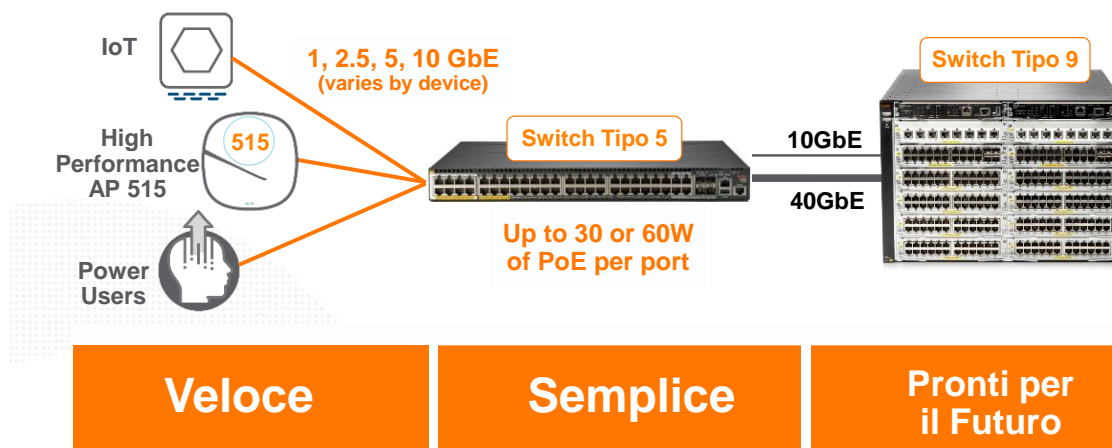 IoT
1, 2.5, 5, 10 GbE
(varies by device)
Switch Tipo 9
High
Performance
AP 515
515
Switch Tipo 5
10GbE
40GbE
Up to 30 or 60W
of PoE per port
Power
Users
Veloce
Semplice
Pronti per
il Futuro